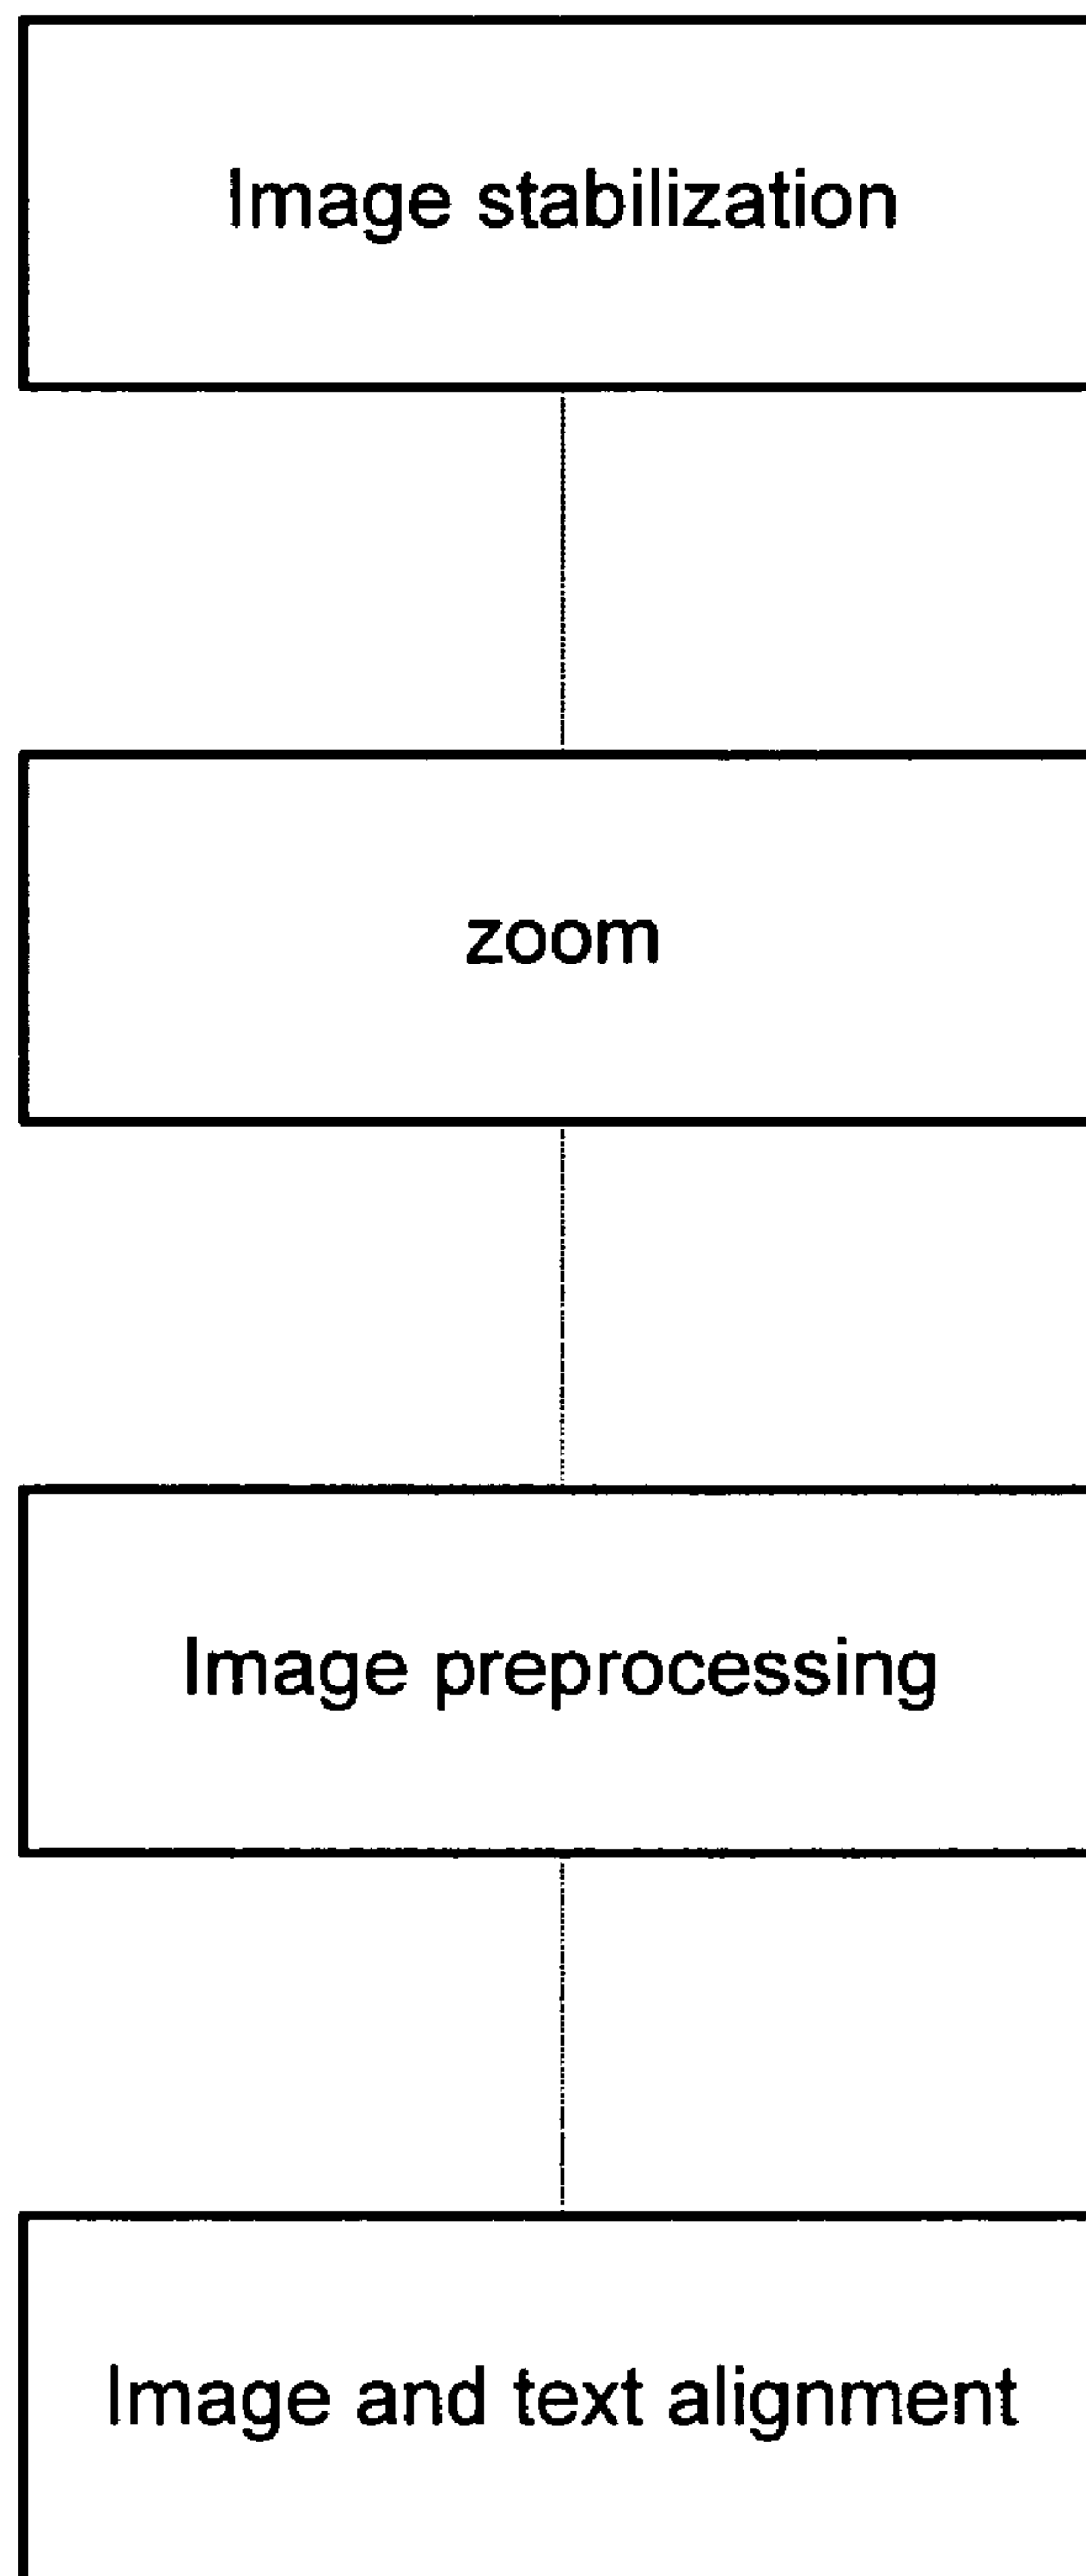 Image stabilization
zoom
Image preprocessing
Image and text alignment